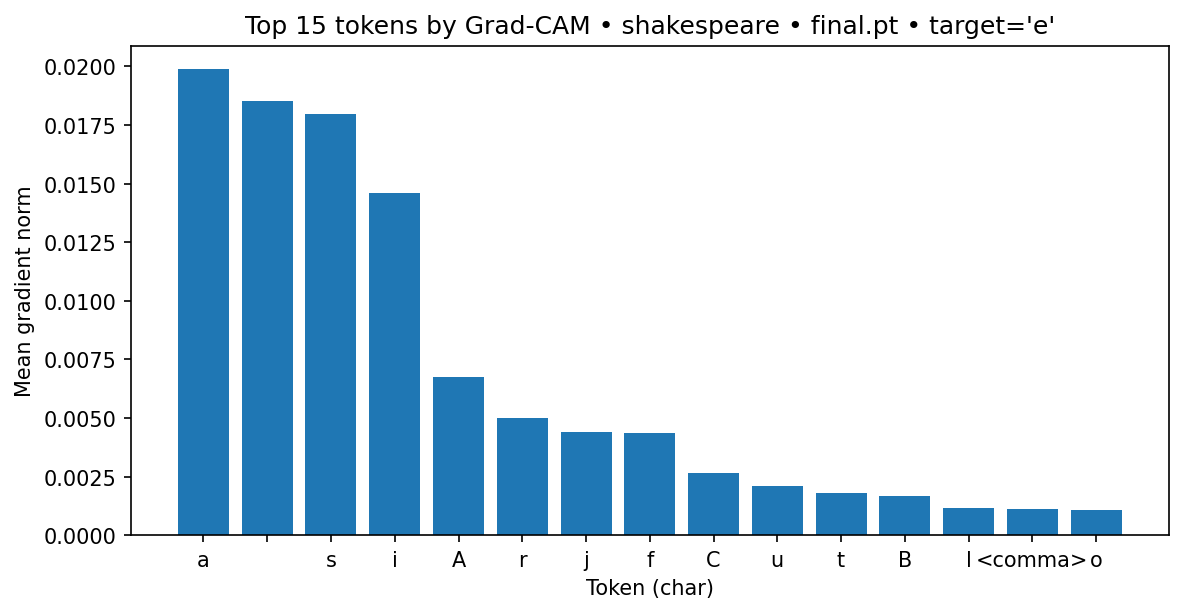 Top 15 tokens by Grad-CAM • shakespeare • final.pt • target='e'
Mean gradient norm
0.0200
0.0175
0.0150
0.0125
0.0100
0.0075
0.0050
0.0025
0.0000
a s i A r j f C u t B l <comma> o
Token (char)